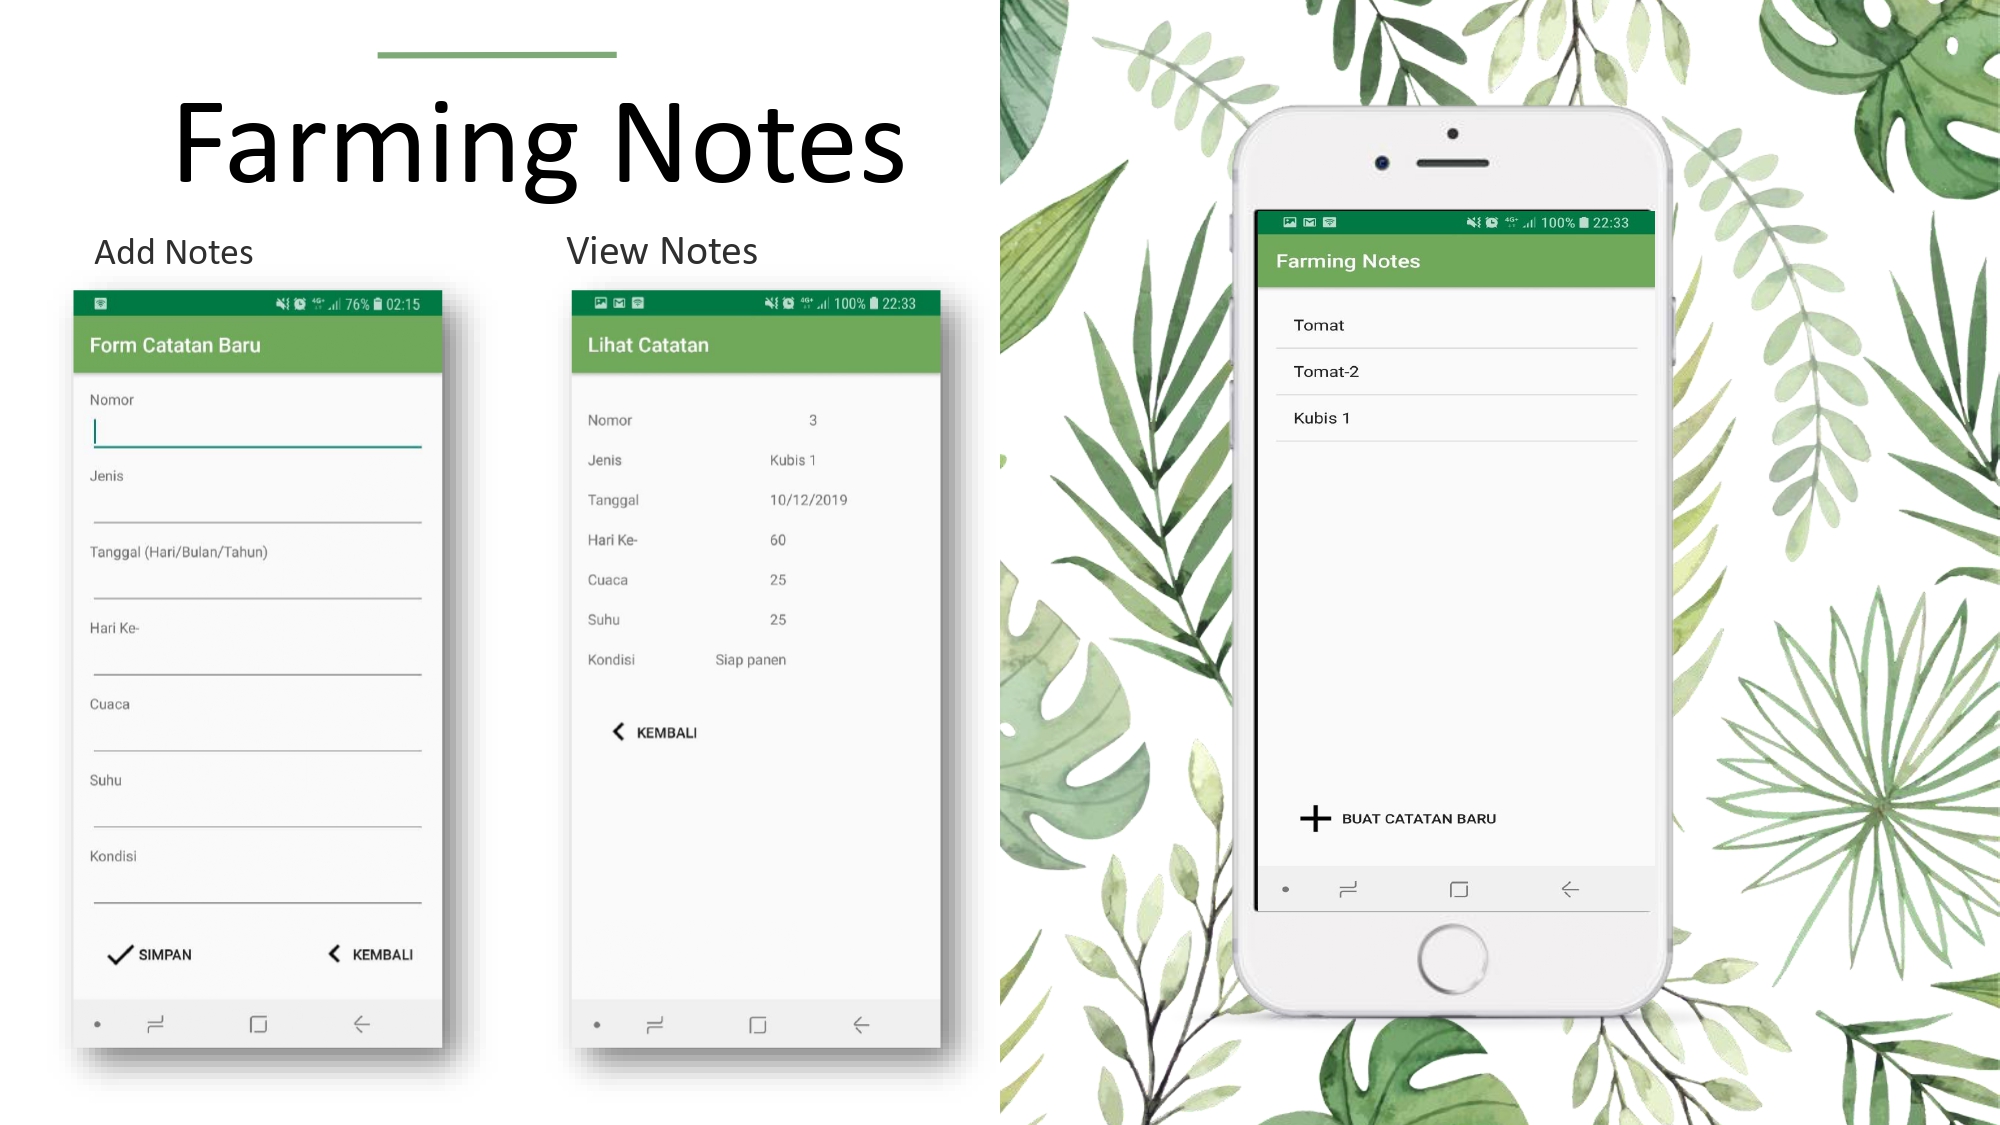 Farming Notes
Add Notes
76% 02:15
Form Catatan Baru
Nomor
Jenis
Tanggal (Hari/Bulan/Tahun)
Hari Ke-
Cuaca
Suhu
Kondisi
SIMPAN KEMBALI
View Notes
100% 22:33
Lihat Catatan
Nomor 3
Jenis Kubis 1
Tanggal 10/12/2019
Hari Ke- 60
Cuaca 25
Suhu 25
Kondisi Siap panen
KEMBALI
4G+ 100% 22:33
Farming Notes
Tomat
Tomat-2
Kubis 1
BUAT CATATAN BARU